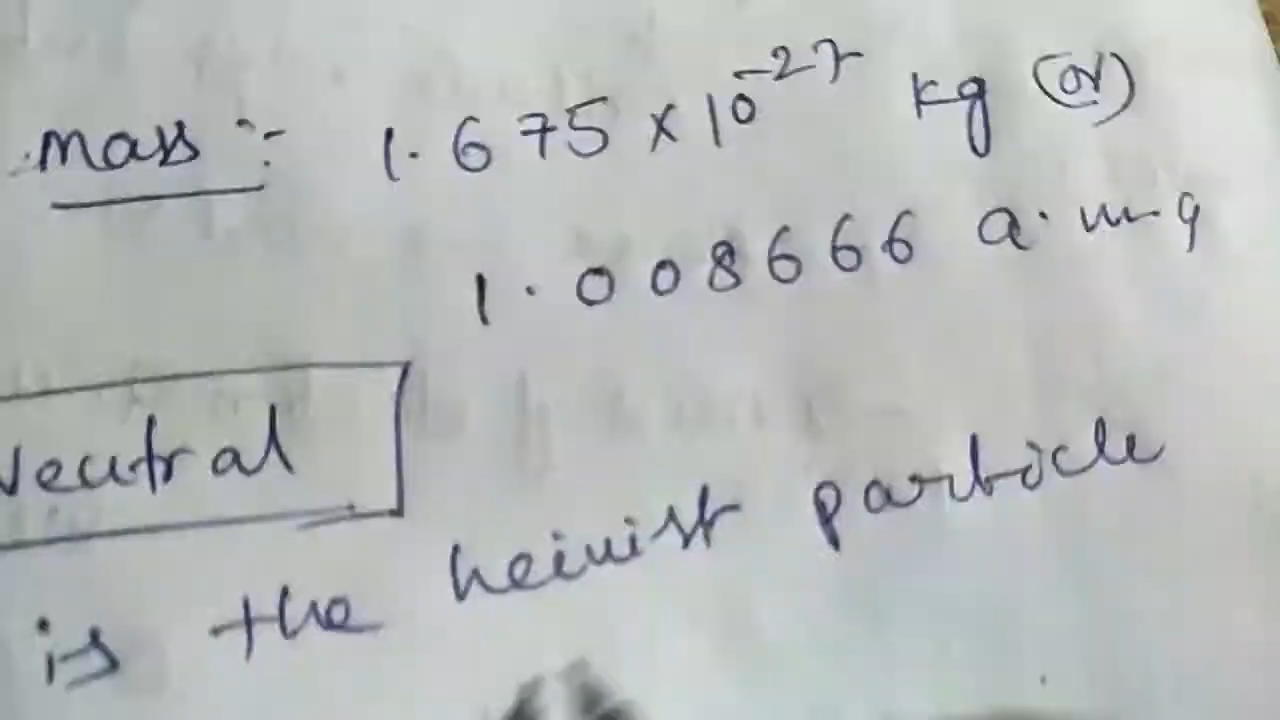 mass :- 1.675 x 10⁻²⁷ kg (or)
1.008666 a.m.q
Neutral
is the heivist particle